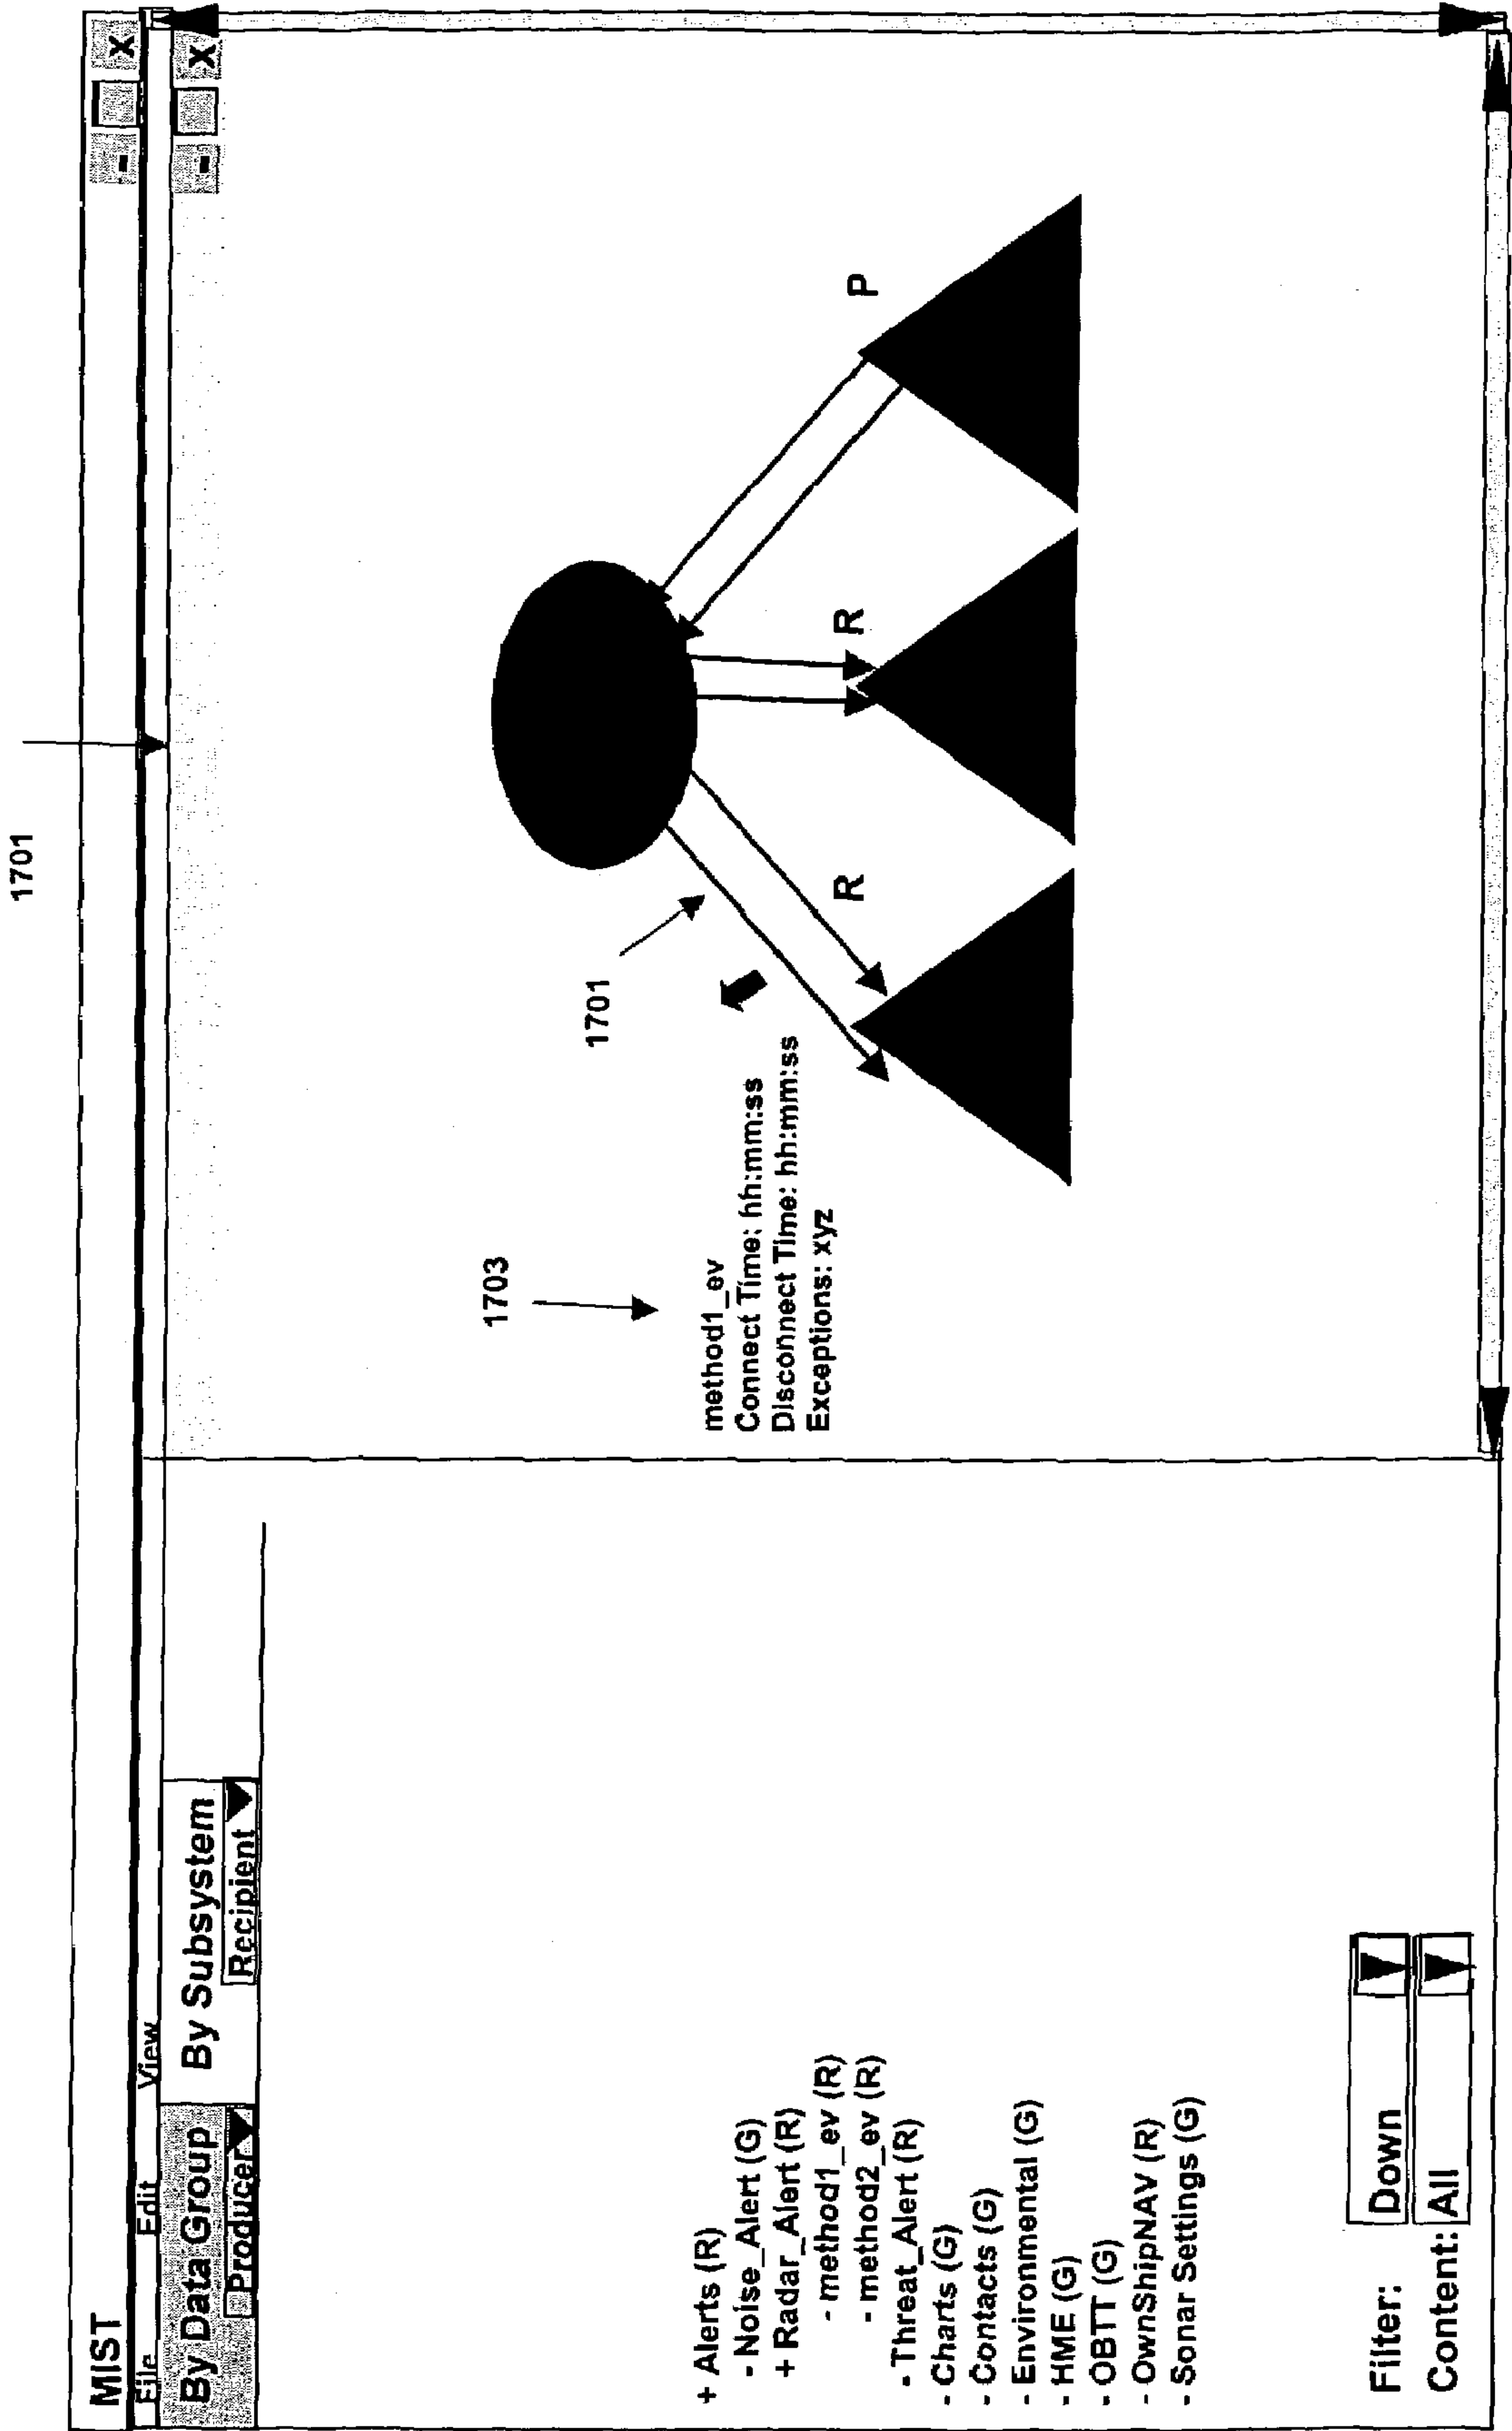 1701
MIST
File Edit View
By Data Group By Subsystem
Producer Recipient
- X
- X
+ Alerts (R)
- Noise_Alert (G)
+ Radar_Alert (R)
- method1_ev (R)
- method2_ev (R)
- Threat_Alert (R)
- Charts (G)
- Contacts (G)
- Environmental (G)
- HME (G)
- OBTT (G)
- OwnShipNAV (R)
- Sonar Settings (G)
Filter: Down
Content: All
1703
method1_ev
Connect Time: hh:mm:ss
Disconnect Time: hh:mm:ss
Exceptions: xyz
1701
R
R
P